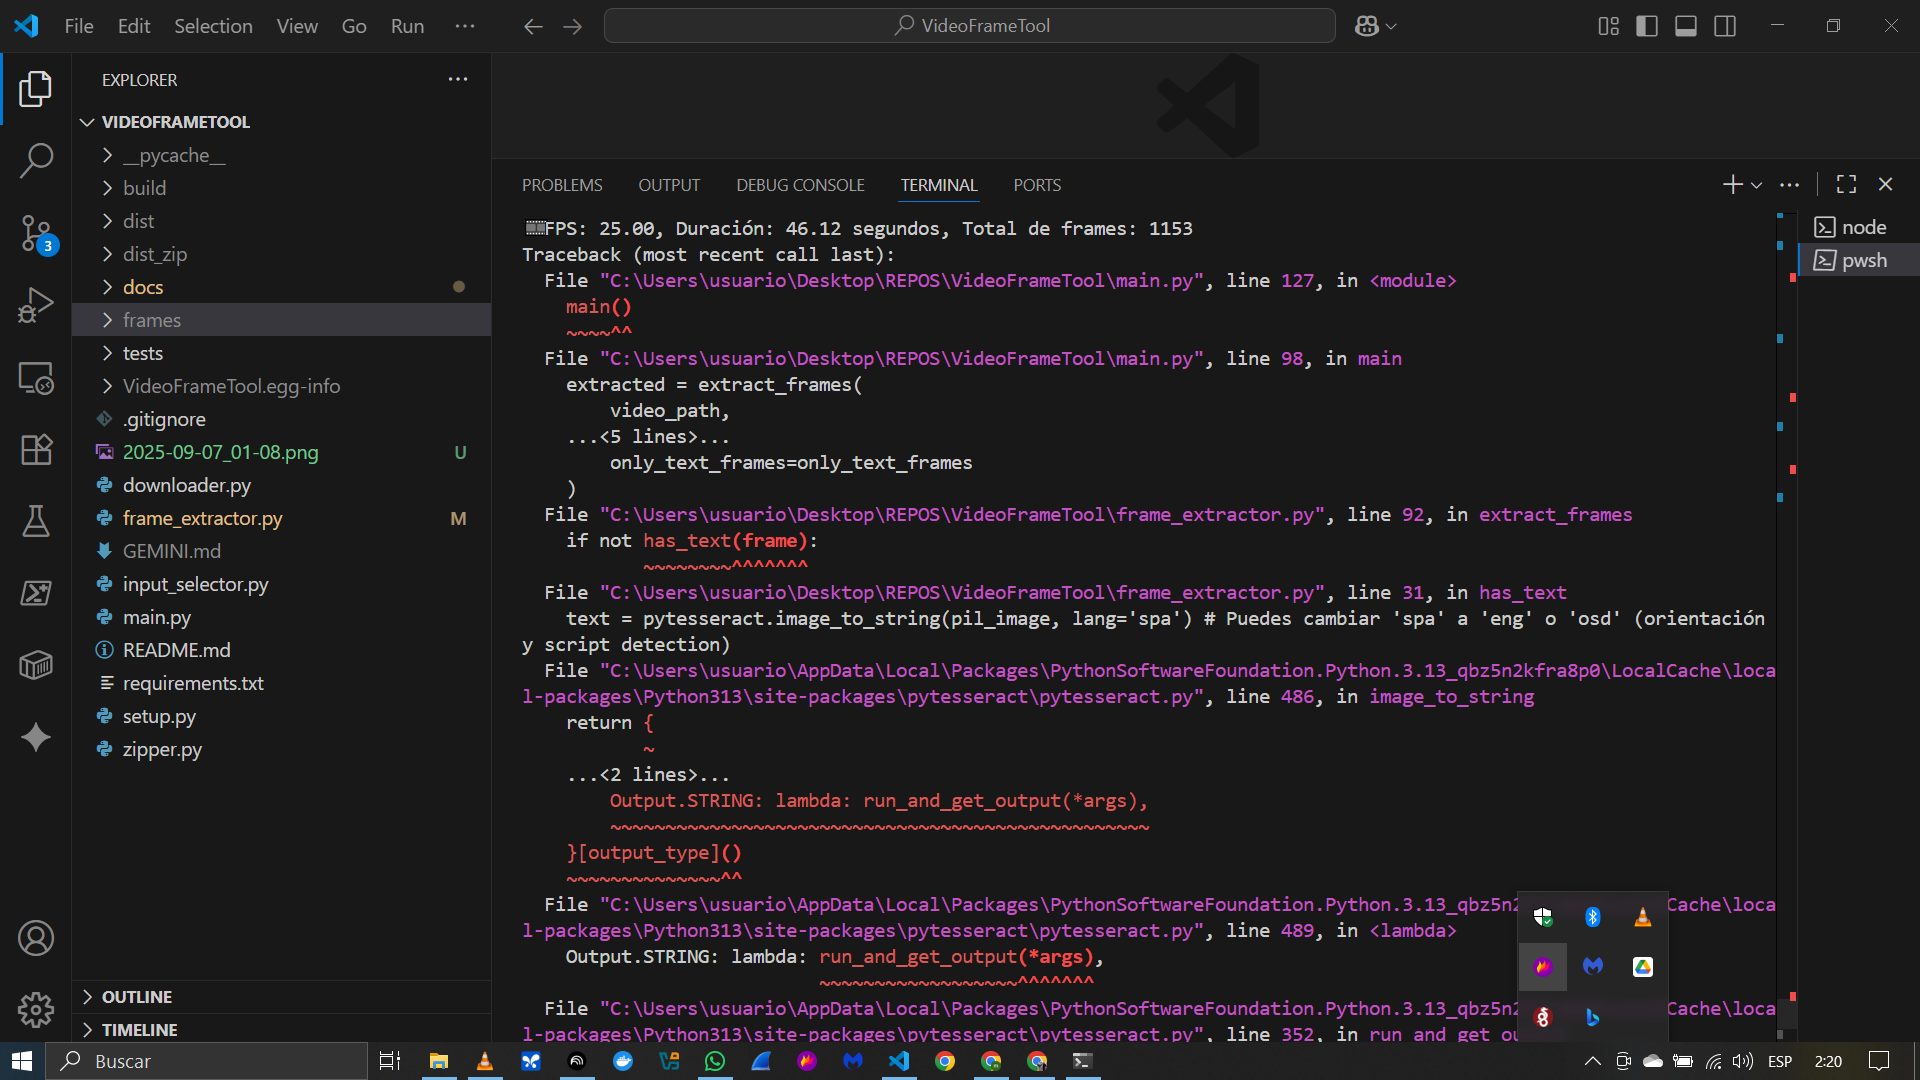 File Edit Selection View Go Run ··· VideoFrameTool
EXPLORER
VIDEOFRAMETOOL
__pycache__
build
dist
dist_zip
docs
frames
tests
VideoFrameTool.egg-info
.gitignore
2025-09-07_01-08.png U
downloader.py
frame_extractor.py M
GEMINI.md
input_selector.py
main.py
README.md
requirements.txt
setup.py
zipper.py
OUTLINE
TIMELINE
3
PROBLEMS OUTPUT DEBUG CONSOLE TERMINAL PORTS
node
pwsh
FPS: 25.00, Duración: 46.12 segundos, Total de frames: 1153
Traceback (most recent call last):
File "C:\Users\usuario\Desktop\REPOS\VideoFrameTool\main.py", line 127, in <module>
main()
~~~~^^
File "C:\Users\usuario\Desktop\REPOS\VideoFrameTool\main.py", line 98, in main
extracted = extract_frames(
video_path,
...<5 lines>...
only_text_frames=only_text_frames
)
File "C:\Users\usuario\Desktop\REPOS\VideoFrameTool\frame_extractor.py", line 92, in extract_frames
if not has_text(frame):
~~~~~~~~^^^^^^^
File "C:\Users\usuario\Desktop\REPOS\VideoFrameTool\frame_extractor.py", line 31, in has_text
text = pytesseract.image_to_string(pil_image, lang='spa') # Puedes cambiar 'spa' a 'eng' o 'osd' (orientación
y script detection)
File "C:\Users\usuario\AppData\Local\Packages\PythonSoftwareFoundation.Python.3.13_qbz5n2kfra8p0\LocalCache\loca
l-packages\Python313\site-packages\pytesseract\pytesseract.py", line 486, in image_to_string
return {
~
...<2 lines>...
Output.STRING: lambda: run_and_get_output(*args),
~~~~~~~~~~~~~~~~~~~~~~~~~~~~~~~~~~~~~~~~~~~~~~~~~
}[output_type]()
~~~~~~~~~~~~~~^^
File "C:\Users\usuario\AppData\Local\Packages\PythonSoftwareFoundation.Python.3.13_qbz5n2 Cache\loca
l-packages\Python313\site-packages\pytesseract\pytesseract.py", line 489, in <lambda>
Output.STRING: lambda: run_and_get_output(*args),
~~~~~~~~~~~~~~~~~~^^^^^^^
File "C:\Users\usuario\AppData\Local\Packages\PythonSoftwareFoundation.Python.3.13_qbz5n2 Cache\loca
l-packages\Python313\site-packages\pytesseract\pytesseract.py", line 352, in run and get
Buscar
ESP 2:20